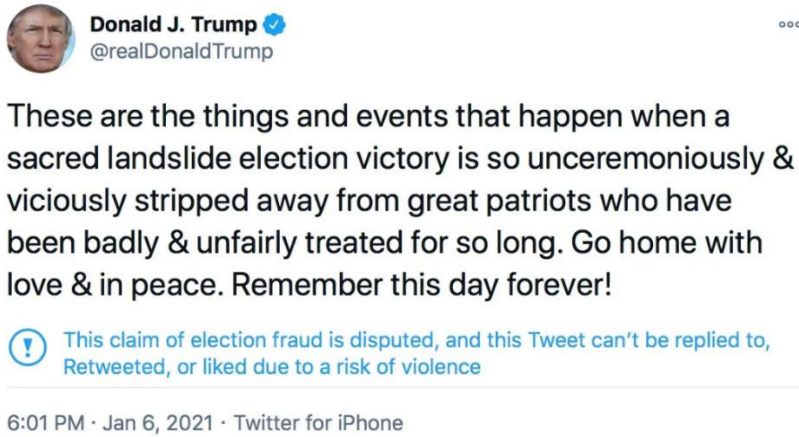 Donald J. Trump
@realDonaldTrump
These are the things and events that happen when a
sacred landslide election victory is so unceremoniously &
viciously stripped away from great patriots who have
been badly & unfairly treated for so long. Go home with
love & in peace. Remember this day forever!
This claim of election fraud is disputed, and this Tweet can’t be replied to,
Retweeted, or liked due to a risk of violence
6:01 PM · Jan 6, 2021 · Twitter for iPhone